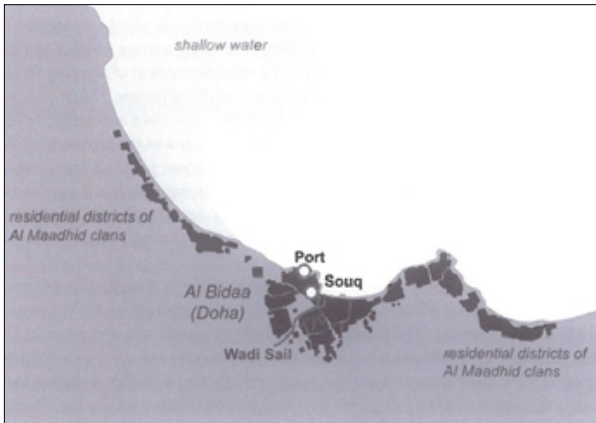 shallow water
residential districts of
Al Maadhid clans
Port
Souq
Al Bidaa
(Doha)
Wadi Sail
residential districts of
Al Maadhid clans